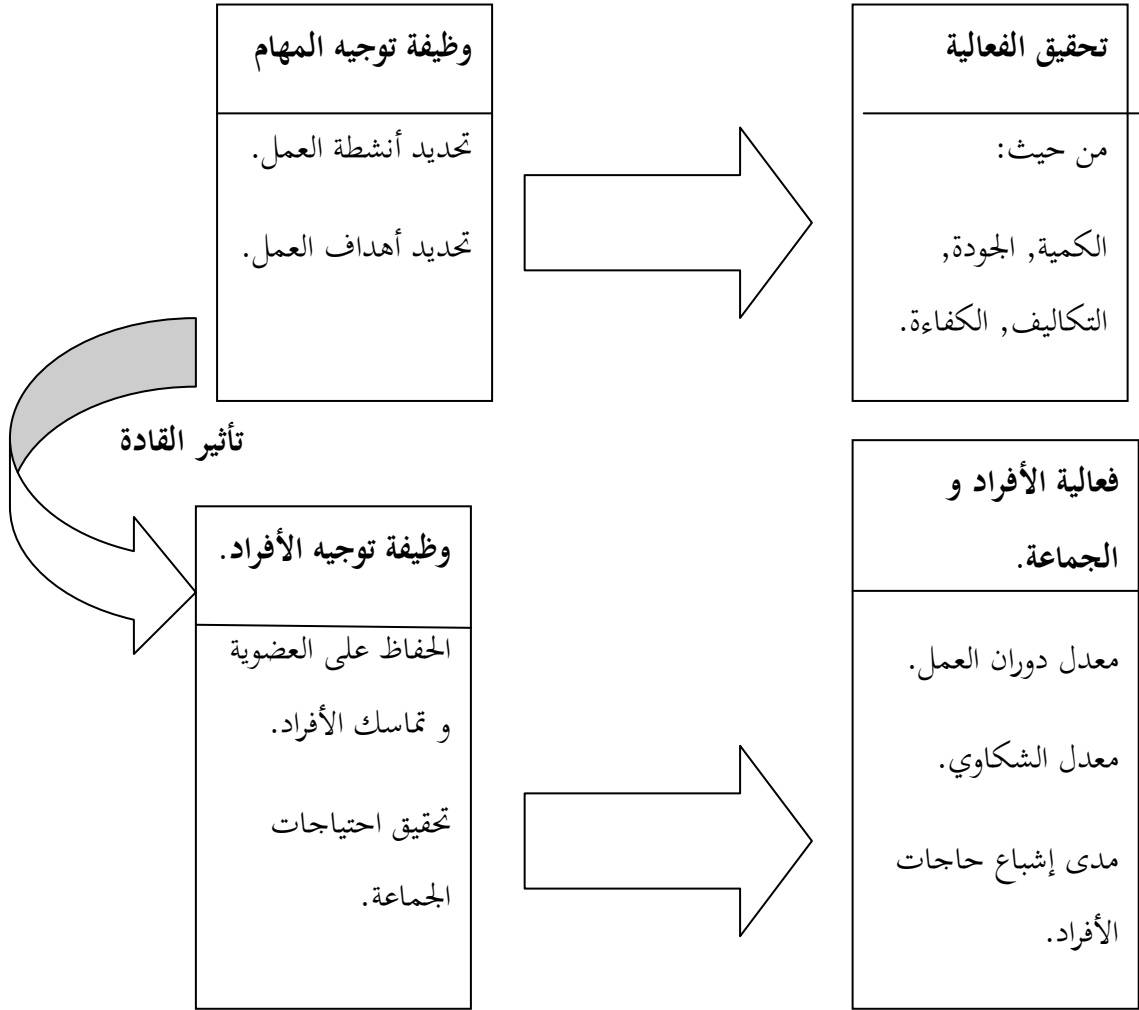 تحقيق الفعالية
من حيث:
الكمية, الجودة,
التكاليف, الكفاءة.
وظيفة توجيه المهام
تحديد أنشطة العمل.
تحديد أهداف العمل.
تأثير القادة
فعالية الأفراد و
الجماعة.
معدل دوران العمل.
معدل الشكاوي.
مدى إشباع حاجات
الأفراد.
وظيفة توجيه الأفراد.
الحفاظ على العضوية
و تماسك الأفراد.
تحقيق احتياجات
الجماعة.